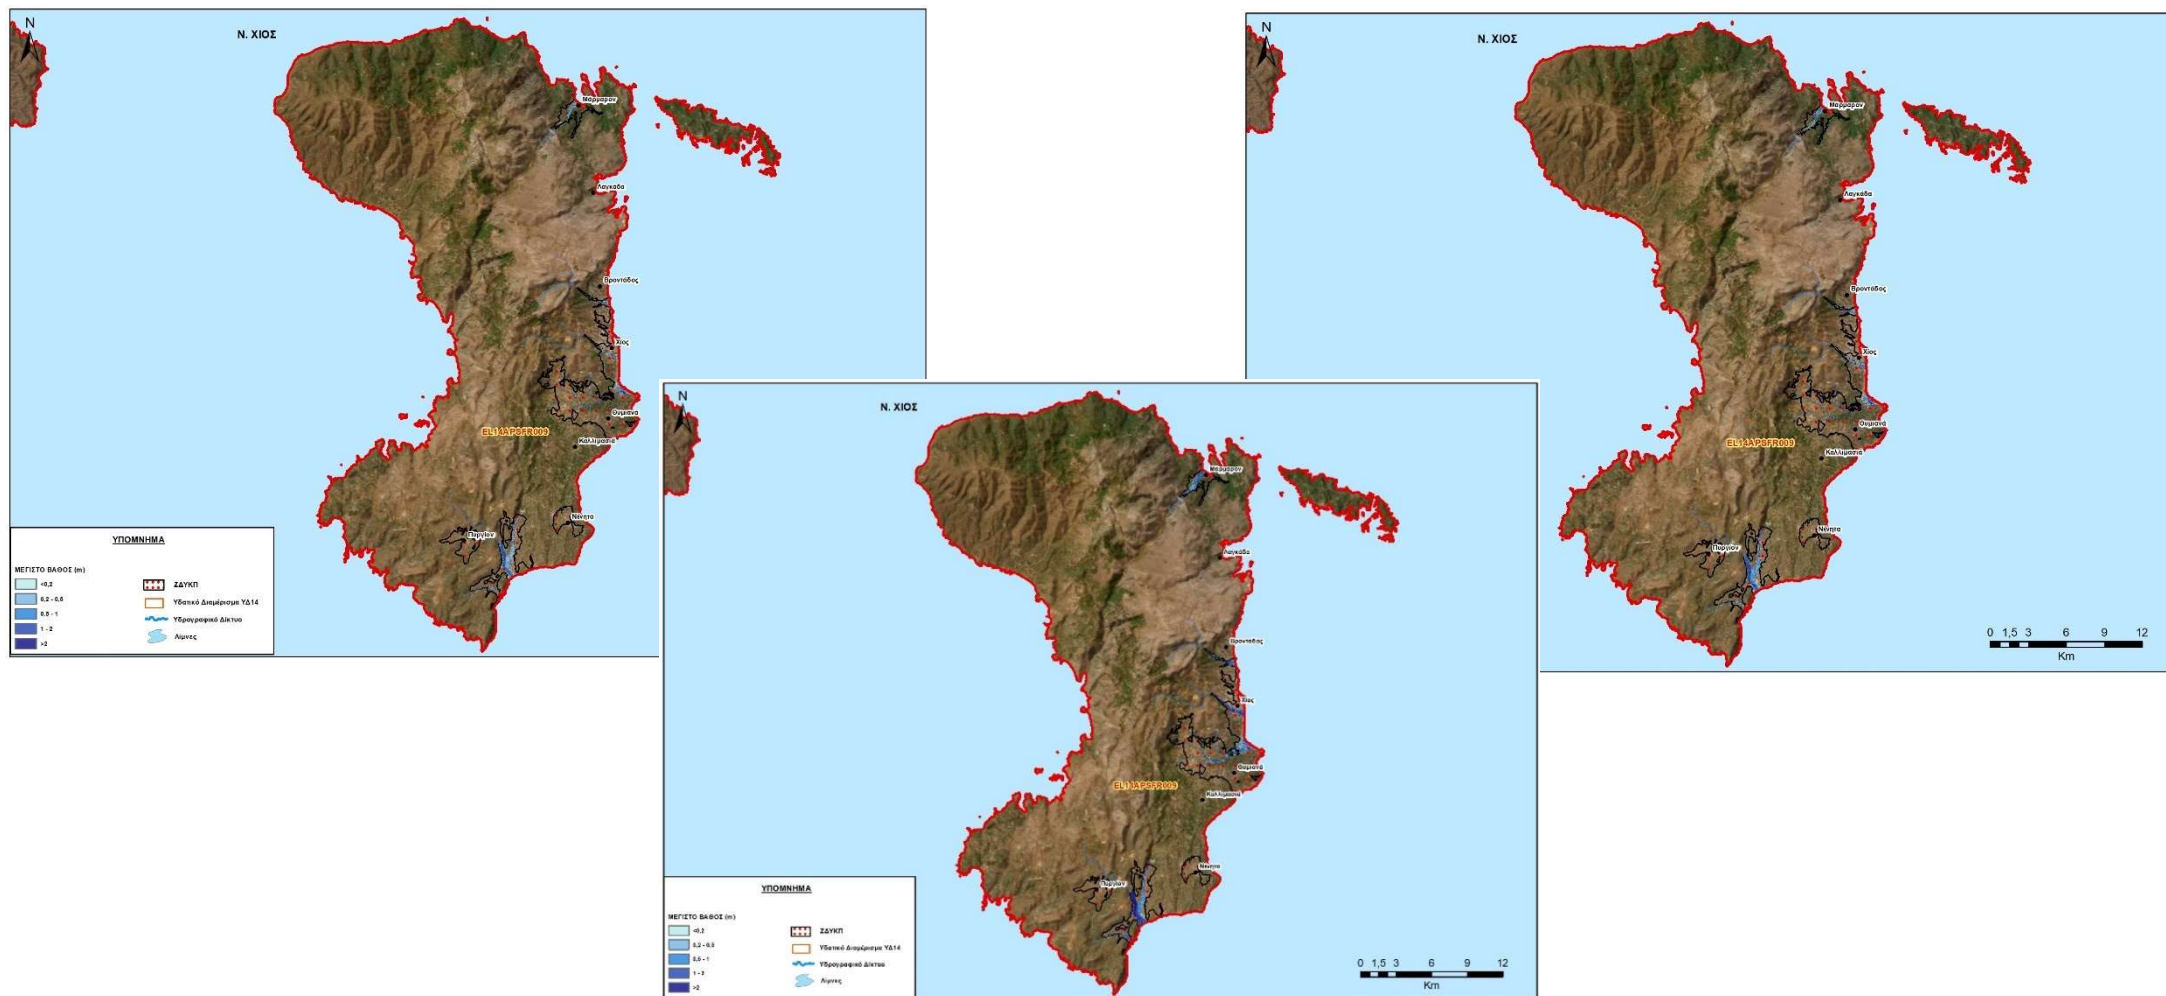 N
Ν. ΧΙΟΣ
Μάρμαρον
Λαγκάδα
Βροντάδος
Χίος
Θυμιανά
EL14APSFR009
Καλλιμασιά
Νένητα
Πυργίον
ΥΠΟΜΝΗΜΑ
ΜΕΓΙΣΤΟ ΒΑΘΟΣ (m)
<0,2
0,2 - 0,5
0,5 - 1
1 - 2
>2
ΖΔΥΚΠ
Υδατικό Διαμέρισμα ΥΔ14
Υδρογραφικό Δίκτυο
Λίμνες
N
Ν. ΧΙΟΣ
Μάρμαρον
Λαγκάδα
Βροντάδος
Χίος
Θυμιανά
EL14APSFR009
Καλλιμασιά
Νένητα
Πυργίον
0 1,5 3 6 9 12
Km
N
Ν. ΧΙΟΣ
Μάρμαρον
Λαγκάδα
Βροντάδος
Χίος
Θυμιανά
EL14APSFR009
Καλλιμασιά
Νένητα
Πυργίον
ΥΠΟΜΝΗΜΑ
ΜΕΓΙΣΤΟ ΒΑΘΟΣ (m)
<0,2
0,2 - 0,5
0,5 - 1
1 - 2
>2
ΖΔΥΚΠ
Υδατικό Διαμέρισμα ΥΔ14
Υδρογραφικό Δίκτυο
Λίμνες
0 1,5 3 6 9 12
Km